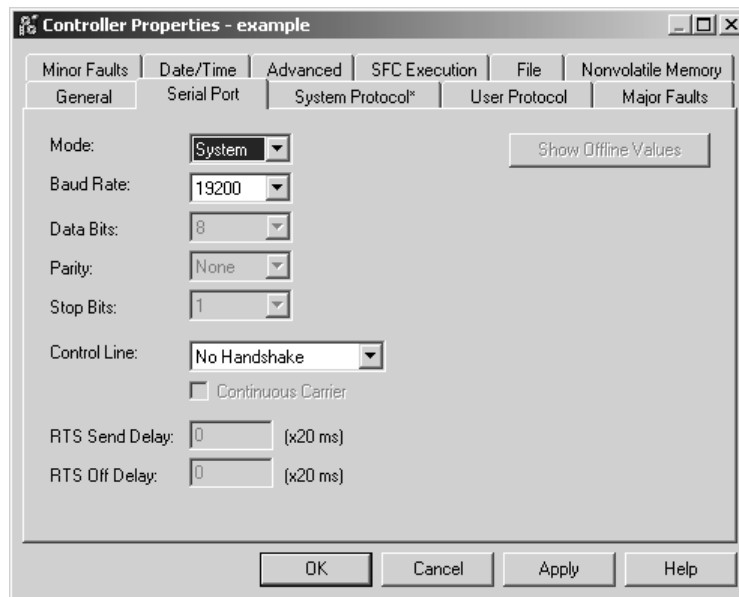 Controller Properties - example
Minor Faults Date/Time Advanced SFC Execution File Nonvolatile Memory
General Serial Port System Protocol* User Protocol Major Faults
Mode: System Show Offline Values
Baud Rate: 19200
Data Bits: 8
Parity: None
Stop Bits: 1
Control Line: No Handshake
Continuous Carrier
RTS Send Delay: 0 (x20 ms)
RTS Off Delay: 0 (x20 ms)
OK Cancel Apply Help